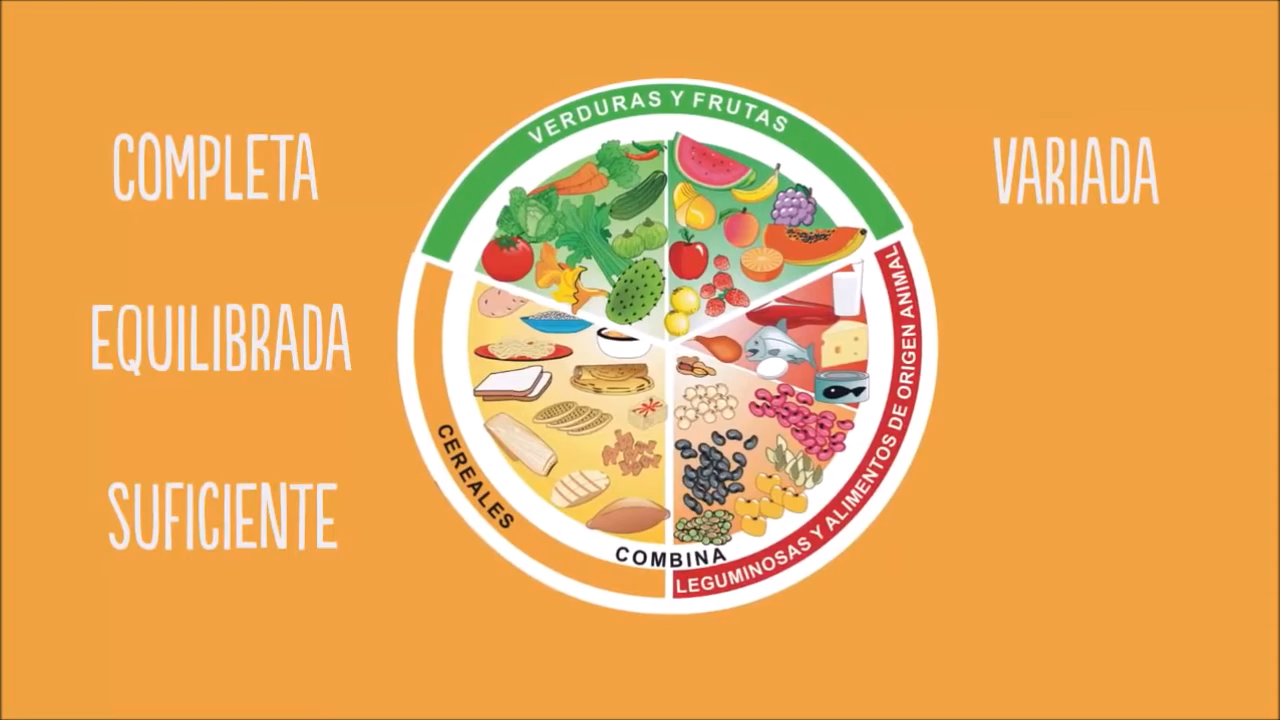 COMPLETA
EQUILIBRADA
SUFICIENTE
VERDURAS Y FRUTAS
CEREALES
COMBINA
LEGUMINOSAS Y ALIMENTOS DE ORIGEN ANIMAL
VARIADA